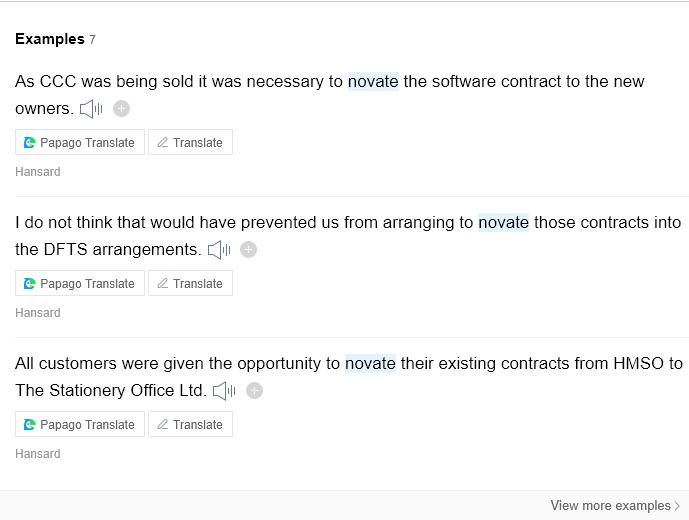 Examples 7
As CCC was being sold it was necessary to novate the software contract to the new
owners.
Papago Translate Translate
Hansard
I do not think that would have prevented us from arranging to novate those contracts into
the DFTS arrangements.
Papago Translate Translate
Hansard
All customers were given the opportunity to novate their existing contracts from HMSO to
The Stationery Office Ltd.
Papago Translate Translate
Hansard
View more examples